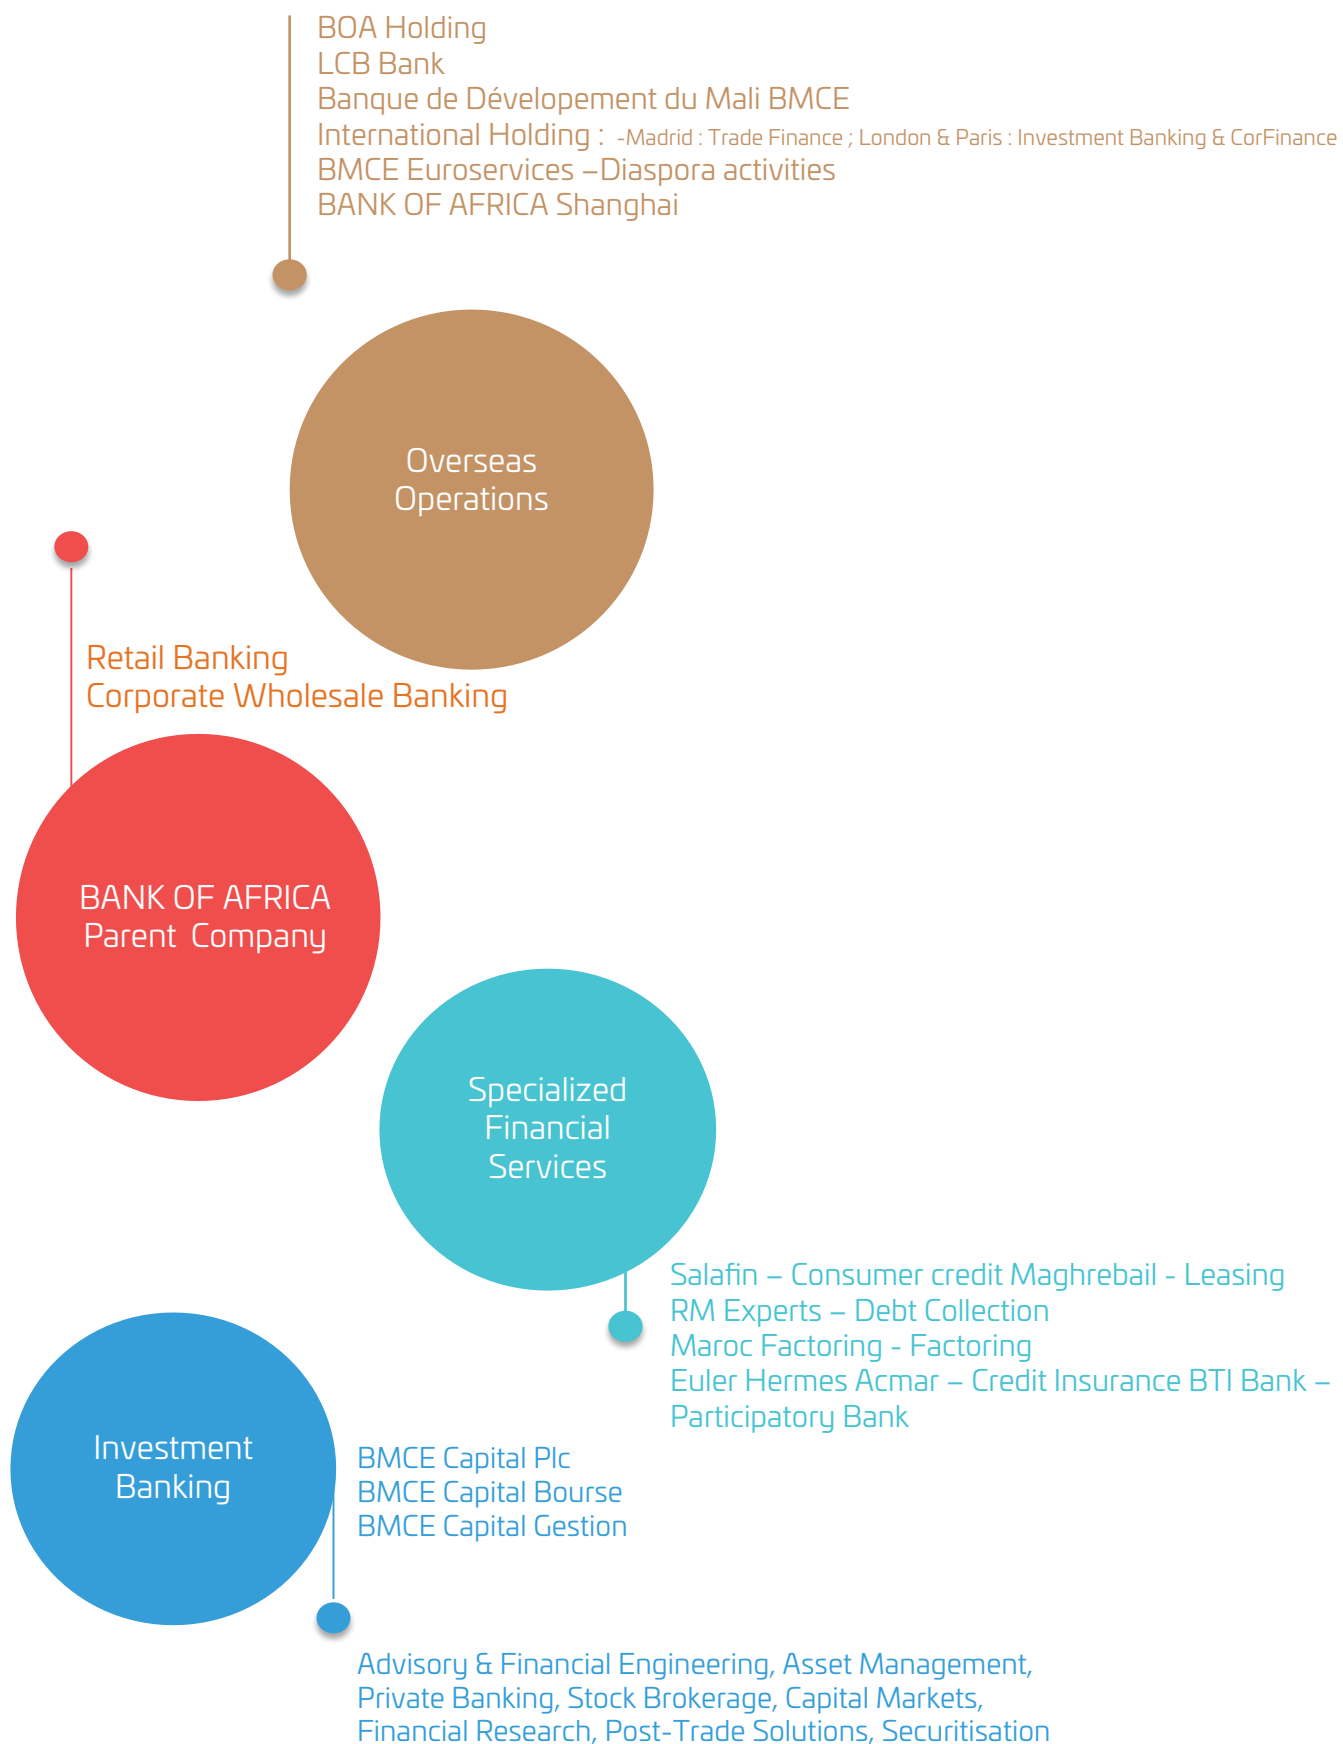 BOA Holding
LCB Bank
Banque de Dévelopement du Mali BMCE
International Holding : -Madrid : Trade Finance ; London & Paris : Investment Banking & CorFinance
BMCE Euroservices –Diaspora activities
BANK OF AFRICA Shanghai
Overseas
Operations
Retail Banking
Corporate Wholesale Banking
BANK OF AFRICA
Parent Company
Specialized
Financial
Services
Salafin – Consumer credit Maghrebail - Leasing
RM Experts – Debt Collection
Maroc Factoring - Factoring
Euler Hermes Acmar – Credit Insurance BTI Bank –
Participatory Bank
Investment
Banking
BMCE Capital Plc
BMCE Capital Bourse
BMCE Capital Gestion
Advisory & Financial Engineering, Asset Management,
Private Banking, Stock Brokerage, Capital Markets,
Financial Research, Post-Trade Solutions, Securitisation